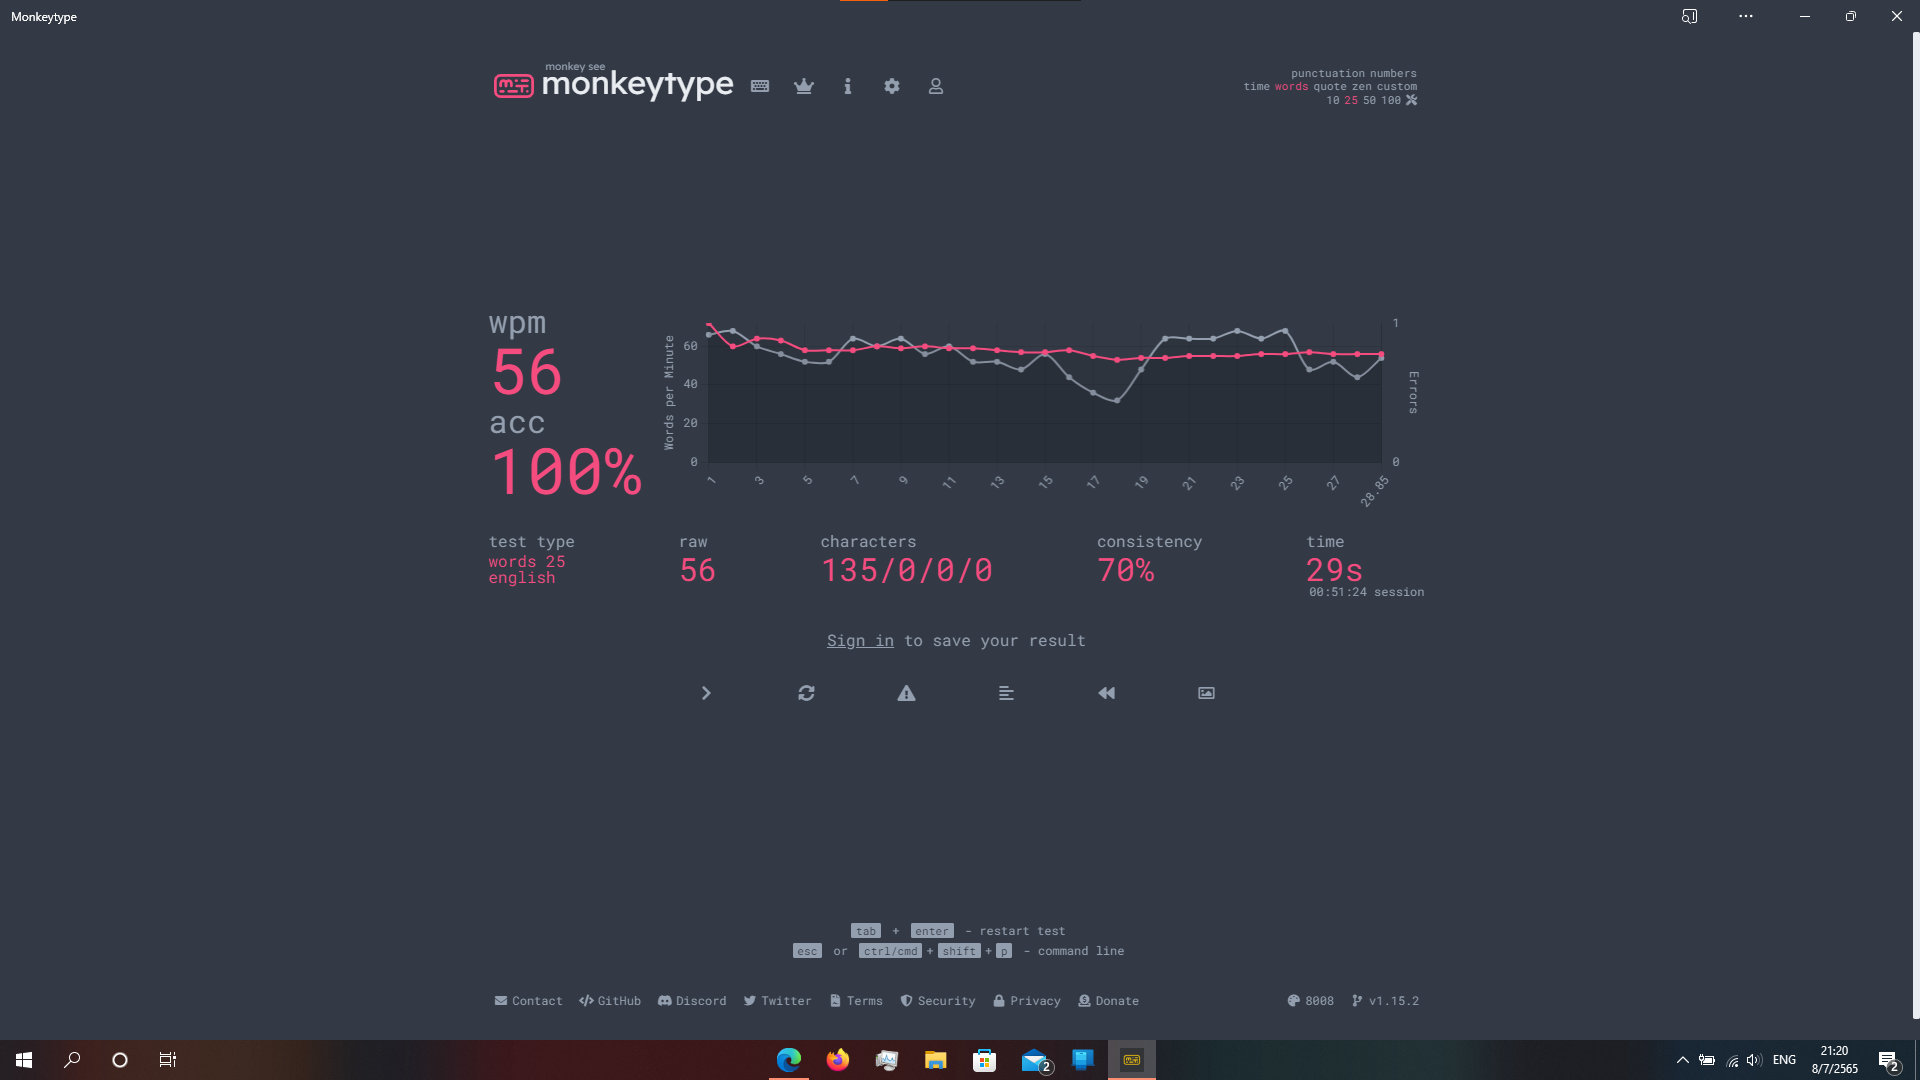 Monkeytype
monkey see
monkeytype
punctuation numbers
time words quote zen custom
10 25 50 100
wpm
56
acc
100%
Words per Minute
60
40
20
0
1
Errors
0
1 3 5 7 9 11 13 15 17 19 21 23 25 27 28.85
test type
words 25
english
raw
56
characters
135/0/0/0
consistency
70%
time
29s
00:51:24 session
Sign in to save your result
tab + enter - restart test
esc or ctrl/cmd + shift + p - command line
Contact GitHub Discord Twitter Terms Security Privacy Donate 8008 v1.15.2
2
ENG
21:20
8/7/2565
2